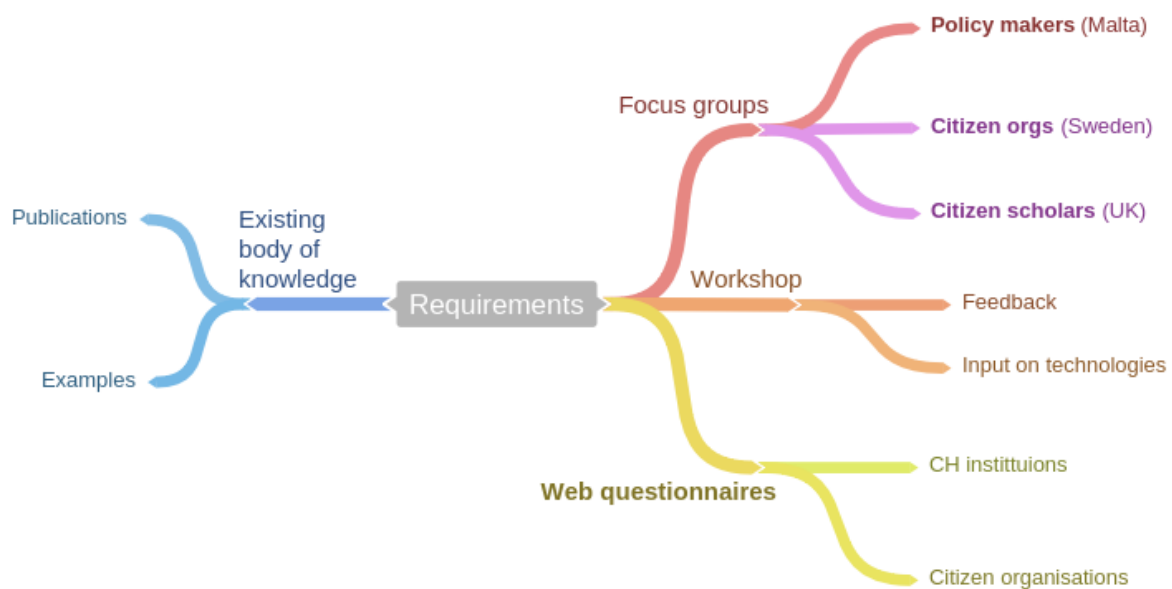 Policy makers (Malta)
Focus groups
Citizen orgs (Sweden)
Citizen scholars (UK)
Publications
Existing
body of
knowledge
Requirements
Workshop
Feedback
Input on technologies
Examples
CH instittuions
Web questionnaires
Citizen organisations